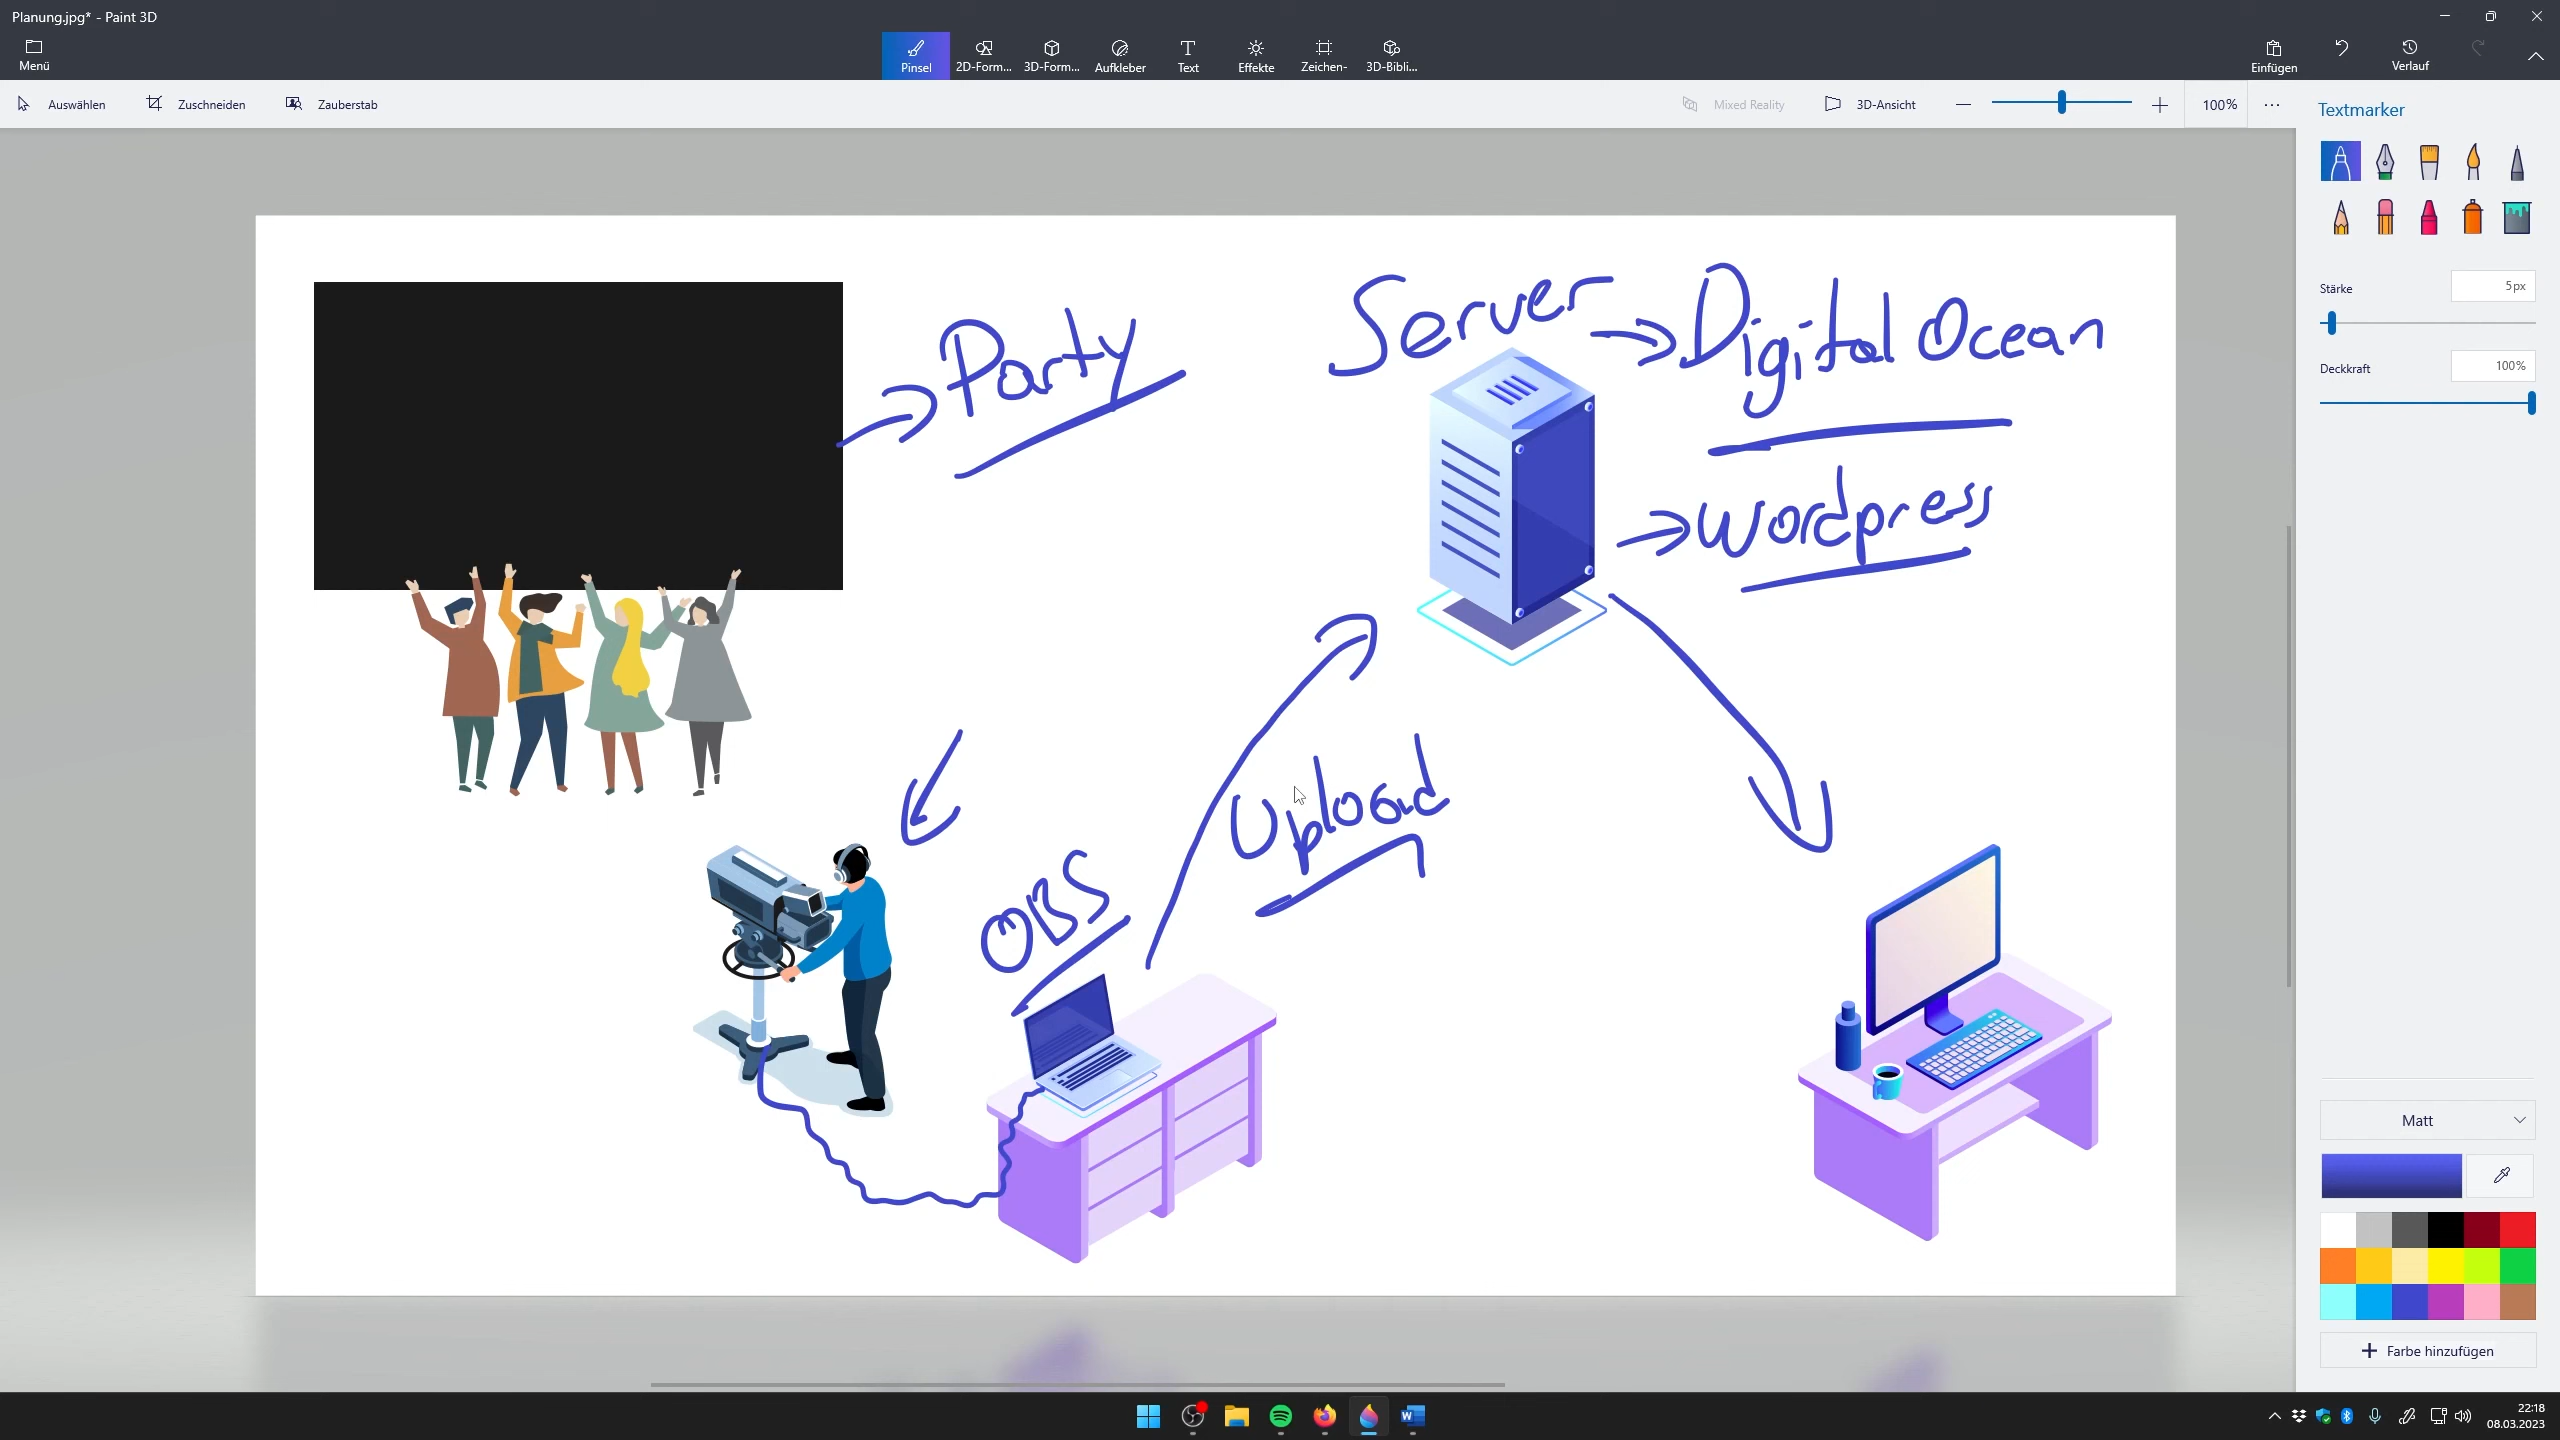 Planung.jpg* - Paint 3D
Menü
Pinsel
2D-Form...
3D-Form...
Aufkleber
Text
Effekte
Zeichen-
3D-Bibli...
Einfügen
Verlauf
Auswählen
Zuschneiden
Zauberstab
Mixed Reality
3D-Ansicht
100%
Textmarker
Stärke
5px
Deckkraft
100%
Party
Server
Digital Ocean
Wordpress
Upload
OBS
Matt
Farbe hinzufügen
22:18
08.03.2023